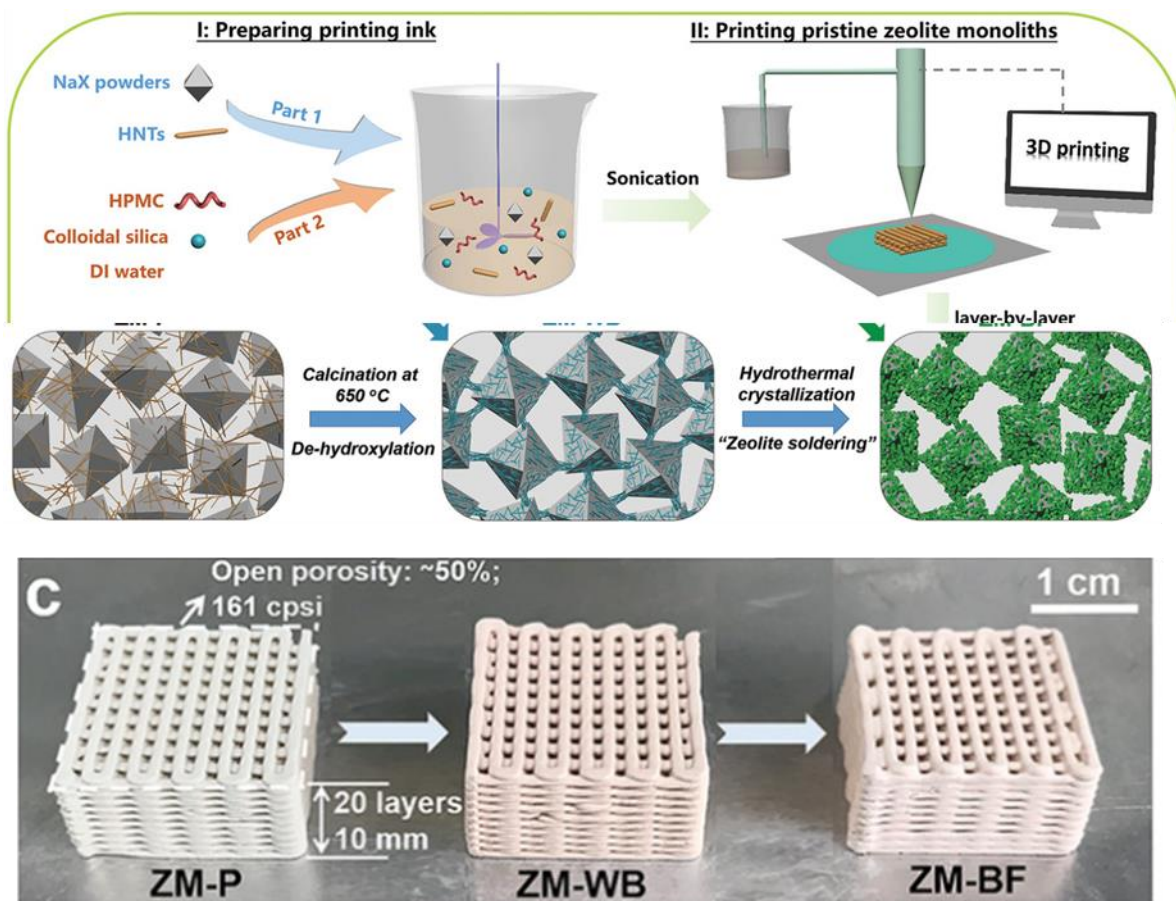 I: Preparing printing ink
NaX powders
HNTs
Part 1
HPMC
Colloidal silica
DI water
Part 2
Sonication
II: Printing pristine zeolite monoliths
3D printing
layer-by-layer
Calcination at
650 °C
De-hydroxylation
Hydrothermal
crystallization
“Zeolite soldering”
C
Open porosity: ~50%;
161 cpsi
1 cm
20 layers
10 mm
ZM-P
ZM-WB
ZM-BF